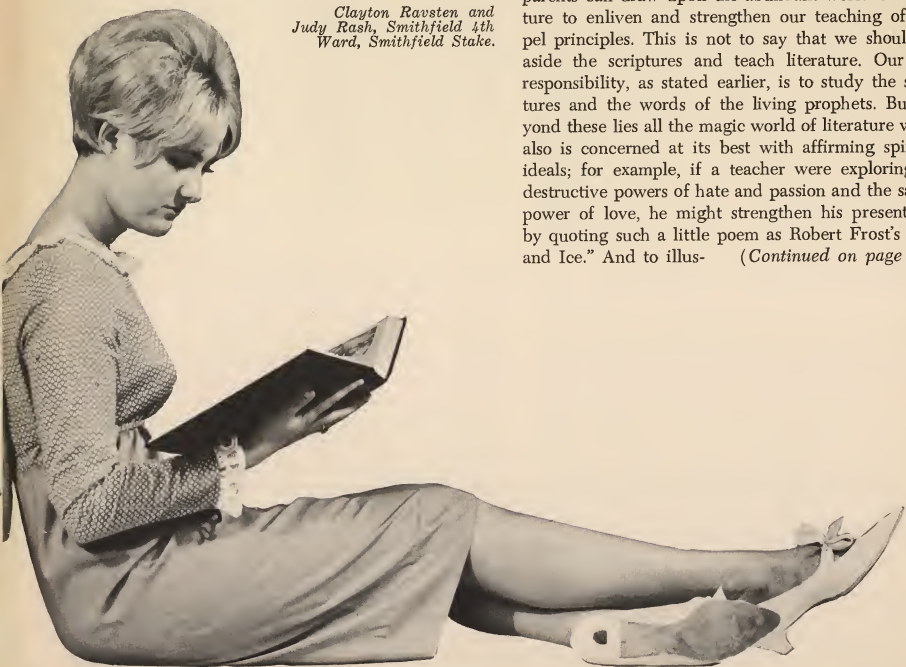 Clayton Ravsten and
Judy Rash, Smithfield 4th
Ward, Smithfield Stake.
ture to enliven and strengthen our teaching of
pel principles. This is not to say that we shoul
aside the scriptures and teach literature. Our
responsibility, as stated earlier, is to study the s
tures and the words of the living prophets. Bu
yond these lies all the magic world of literature w
also is concerned at its best with affirming spi
ideals; for example, if a teacher were exploring
destructive powers of hate and passion and the sa
power of love, he might strengthen his present
by quoting such a little poem as Robert Frost's
and Ice." And to illus- (Continued on page